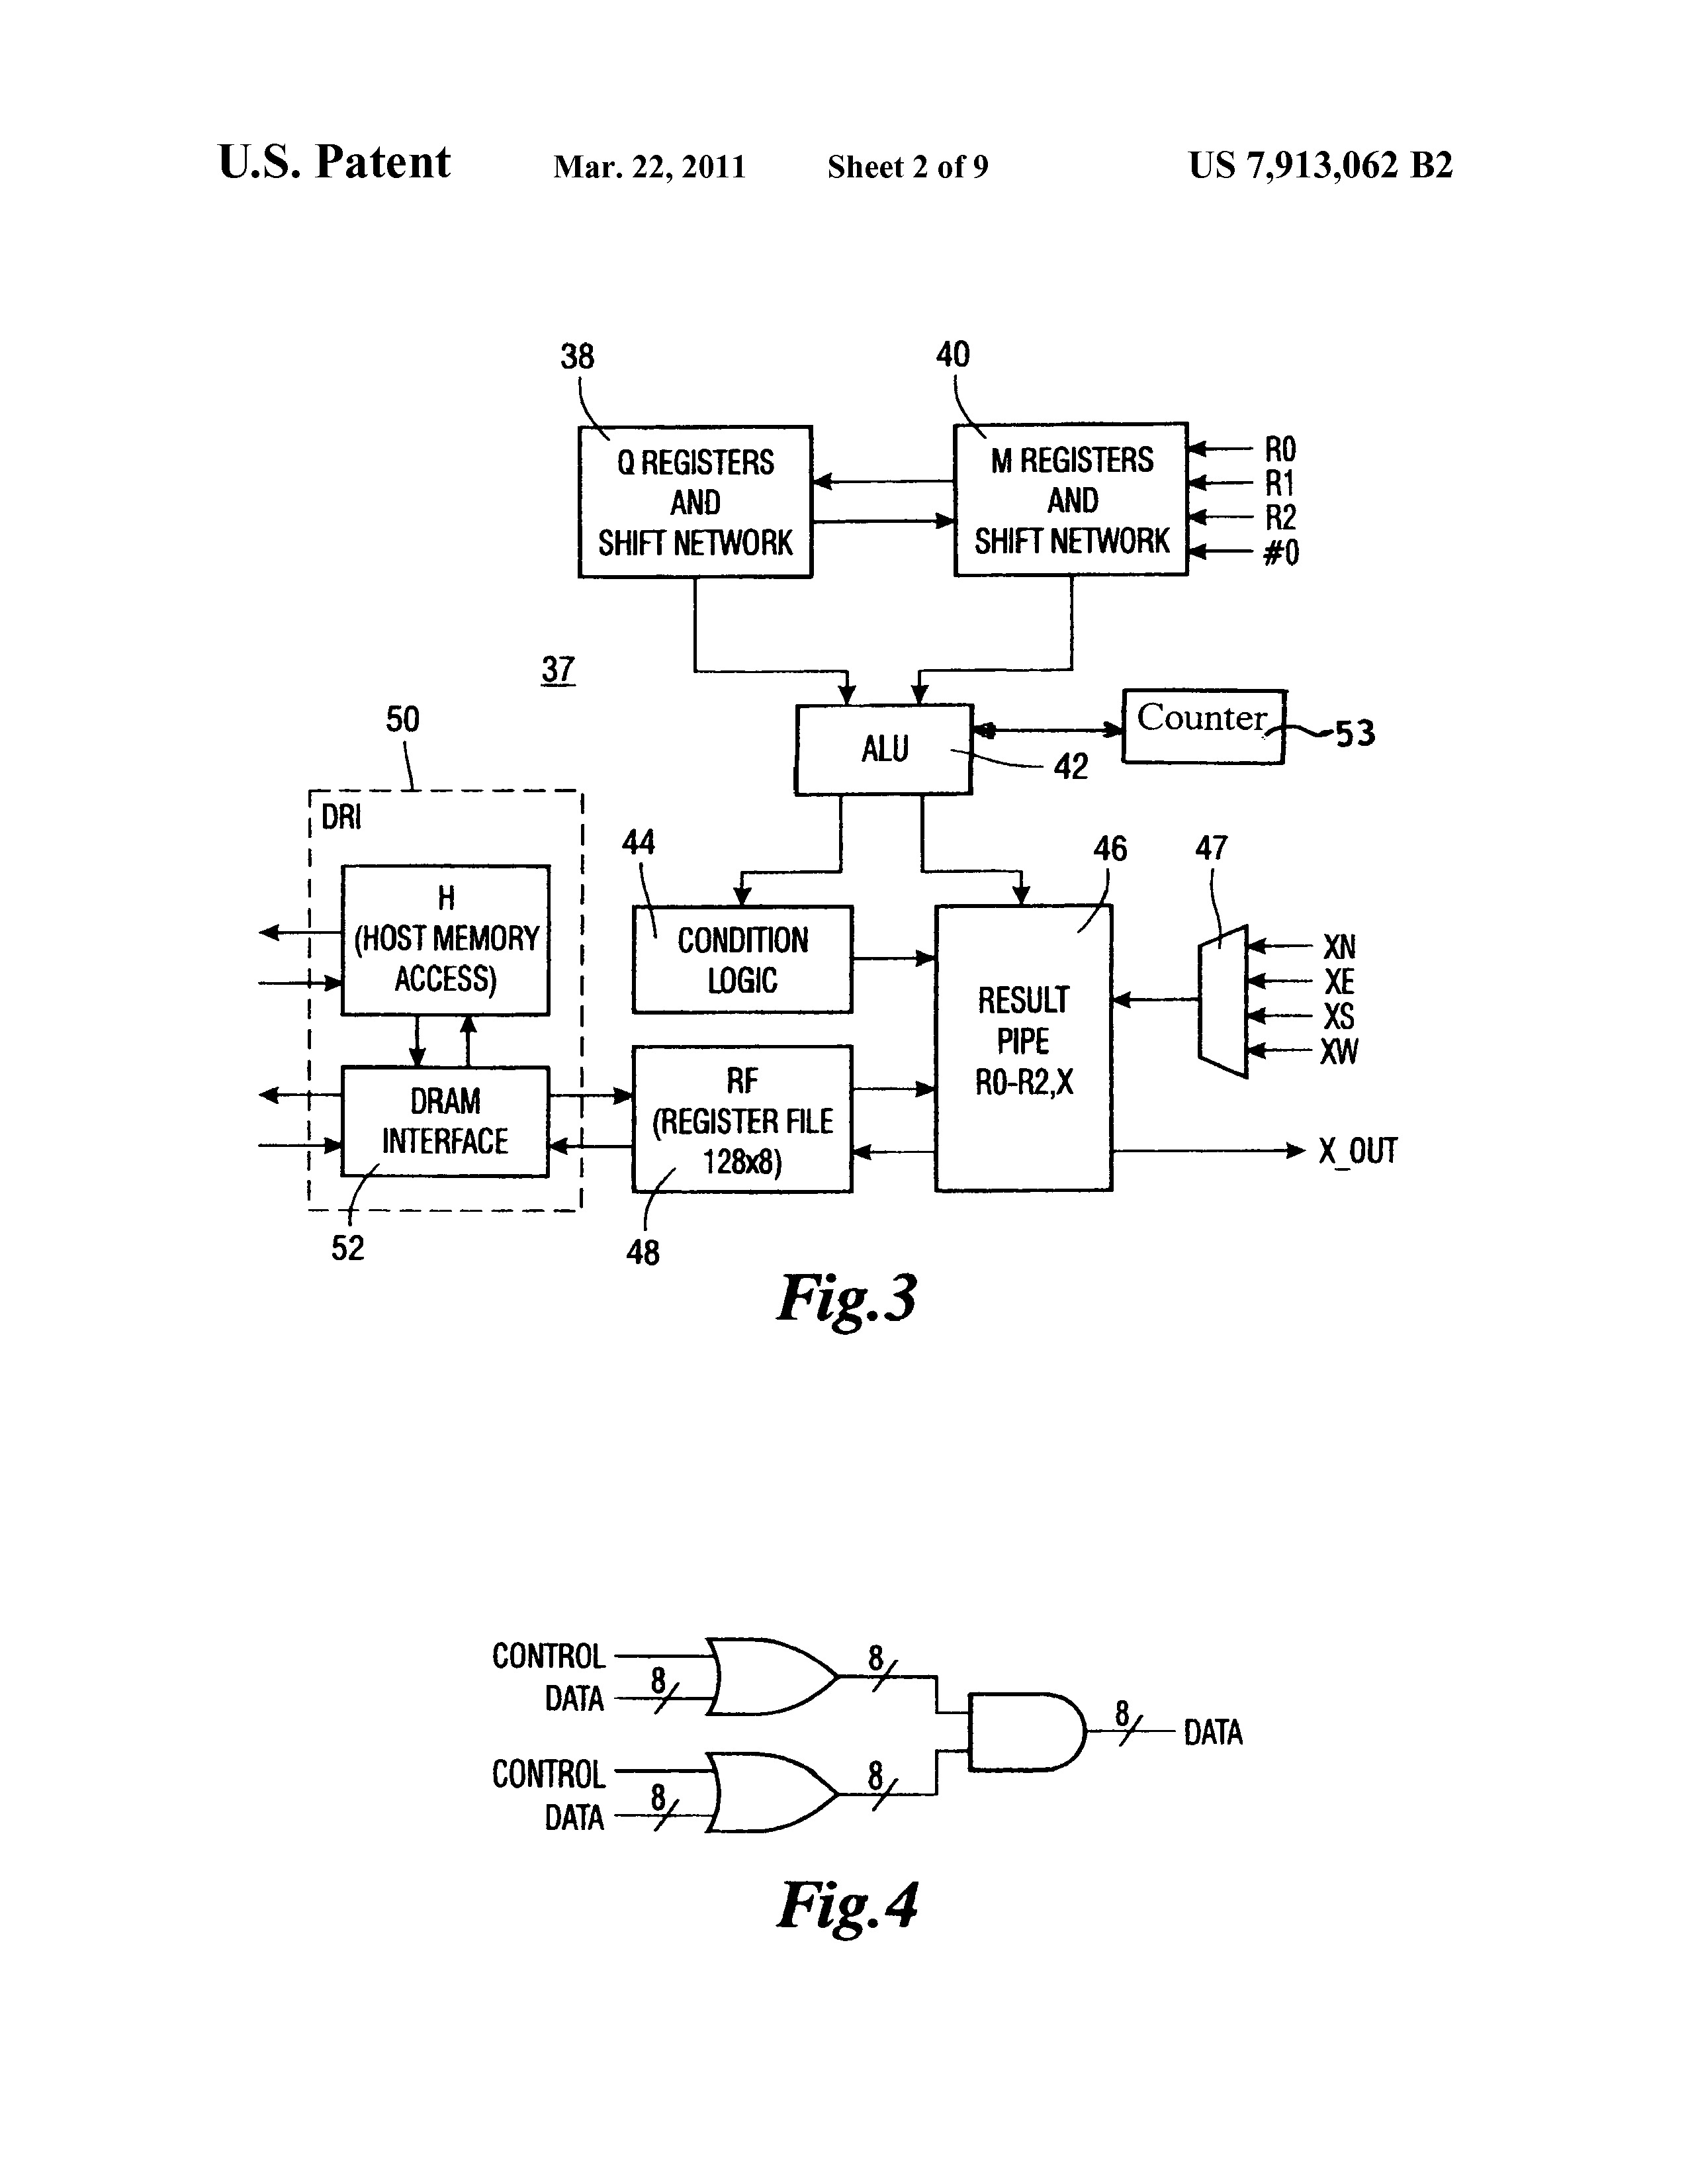 U.S. Patent Mar. 22, 2011 Sheet 2 of 9 US 7,913,062 B2
38
40
Q REGISTERS
AND
SHIFT NETWORK
M REGISTERS
AND
SHIFT NETWORK
R0
R1
R2
#0
37
ALU
42
Counter
53
50
DRI
H
(HOST MEMORY
ACCESS)
DRAM
INTERFACE
52
44
CONDITION
LOGIC
RF
(REGISTER FILE
128x8)
48
46
RESULT
PIPE
R0-R2,X
47
XN
XE
XS
XW
X_OUT
Fig.3
CONTROL
DATA
8
8
CONTROL
DATA
8
8
8
DATA
Fig.4